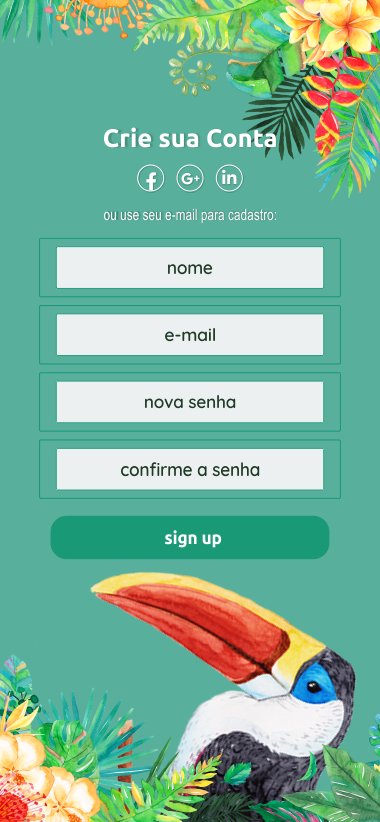 Crie sua Conta
f G+ in
ou use seu e-mail para cadastro:
nome
e-mail
nova senha
confirme a senha
sign up